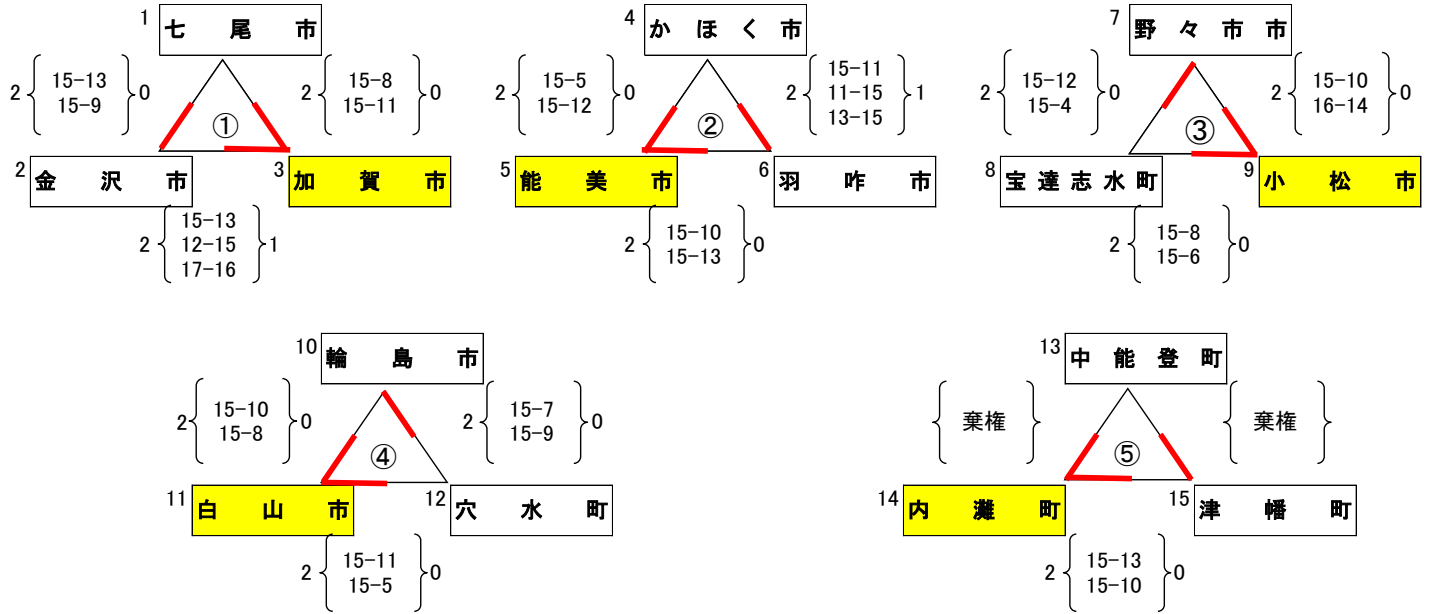 1 七尾市
2 { 15-13 15-9 } 0
2 { 15-8 15-11 } 0
①
2 金沢市
3 加賀市
2 { 15-13 12-15 17-16 } 1
4 かほく市
2 { 15-5 15-12 } 0
2 { 15-11 11-15 13-15 } 1
②
5 能美市
6 羽咋市
2 { 15-10 15-13 } 0
7 野々市市
2 { 15-12 15-4 } 0
2 { 15-10 16-14 } 0
③
8 宝達志水町
9 小松市
2 { 15-8 15-6 } 0
10 輪島市
2 { 15-10 15-8 } 0
2 { 15-7 15-9 } 0
④
11 白山市
12 穴水町
2 { 15-11 15-5 } 0
13 中能登町
{ 棄権 }
{ 棄権 }
⑤
14 内灘町
15 津幡町
2 { 15-13 15-10 } 0